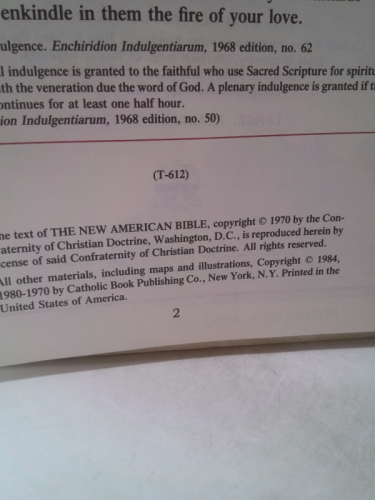 enkindle in them the fire of your love.
ulgence. Enchiridion Indulgentiarum, 1968 edition, no. 62
l indulgence is granted to the faithful who use Sacred Scripture for spiritu
th the veneration due the word of God. A plenary indulgence is granted if t
ontinues for at least one half hour.
ion Indulgentiarum, 1968 edition, no. 50)
(T-612)
he text of THE NEW AMERICAN BIBLE, copyright © 1970 by the Con-
aternity of Christian Doctrine, Washington, D.C., is reproduced herein by
cense of said Confraternity of Christian Doctrine. All rights reserved.
All other materials, including maps and illustrations, Copyright © 1984,
1980-1970 by Catholic Book Publishing Co., New York, N.Y. Printed in the
United States of America.
2